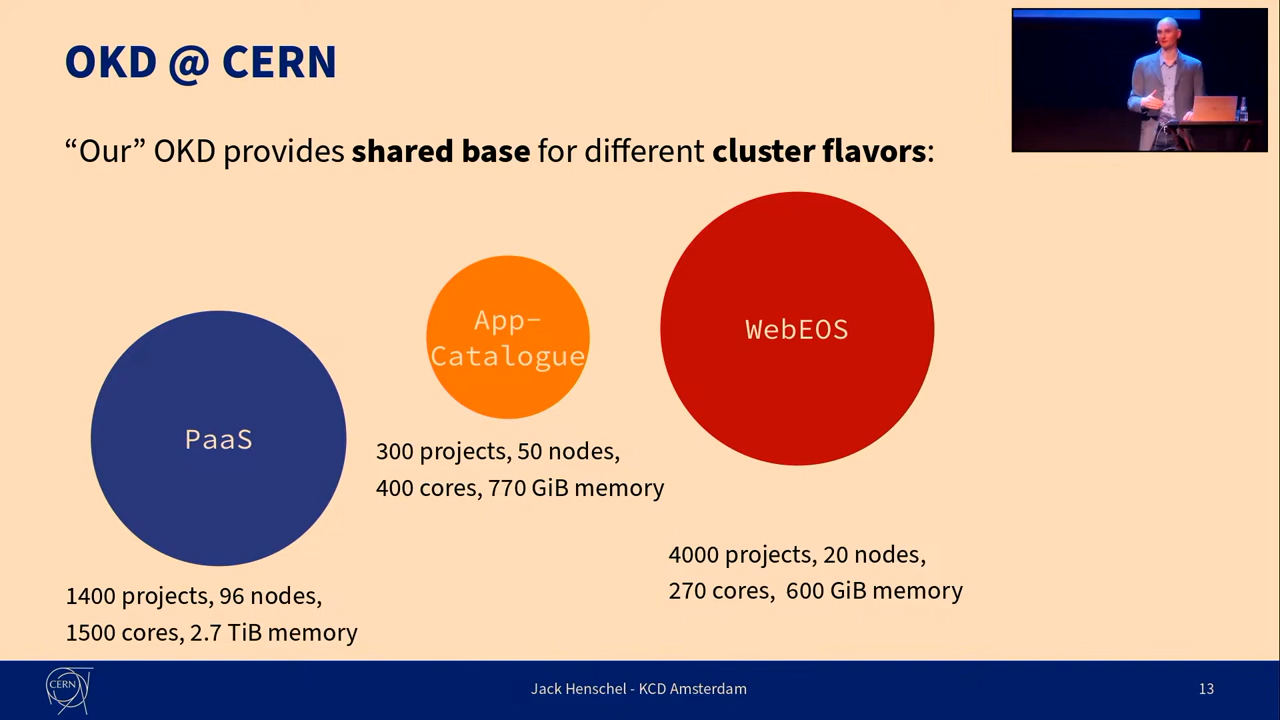 OKD @ CERN
“Our” OKD provides shared base for different cluster flavors:
PaaS
1400 projects, 96 nodes,
1500 cores, 2.7 TiB memory
App-
Catalogue
300 projects, 50 nodes,
400 cores, 770 GiB memory
WebEOS
4000 projects, 20 nodes,
270 cores, 600 GiB memory
CERN
Jack Henschel - KCD Amsterdam
13